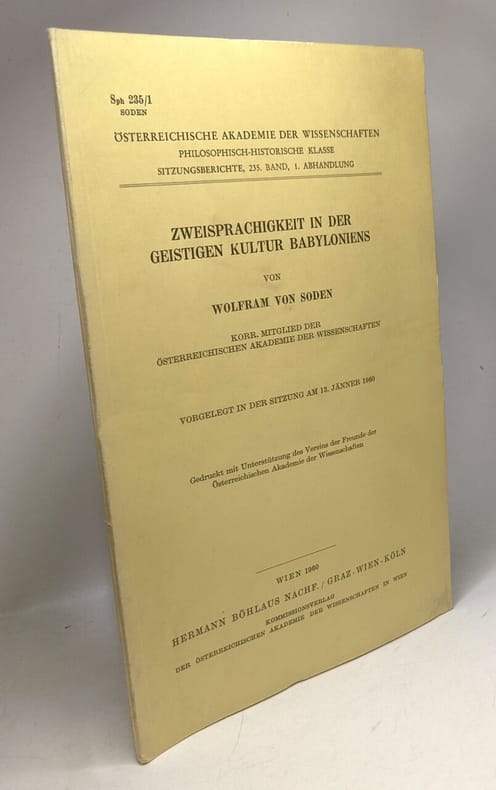 Sph 235/1
SODEN
ÖSTERREICHISCHE AKADEMIE DER WISSENSCHAFTEN
PHILOSOPHISCH-HISTORISCHE KLASSE
SITZUNGSBERICHTE, 235. BAND, 1. ABHANDLUNG
ZWEISPRACHIGKEIT IN DER
GEISTIGEN KULTUR BABYLONIENS
VON
WOLFRAM VON SODEN
KORR. MITGLIED DER
ÖSTERREICHISCHEN AKADEMIE DER WISSENSCHAFTEN
VORGELEGT IN DER SITZUNG AM 13. JÄNNER 1960
Gedruckt mit Unterstützung des Vereins der Freunde der
Österreichischen Akademie der Wissenschaften
WIEN 1960
HERMANN BÖHLAUS NACHF. / GRAZ-WIEN-KÖLN
KOMMISSIONSVERLAG
DER ÖSTERREICHISCHEN AKADEMIE DER WISSENSCHAFTEN IN WIEN